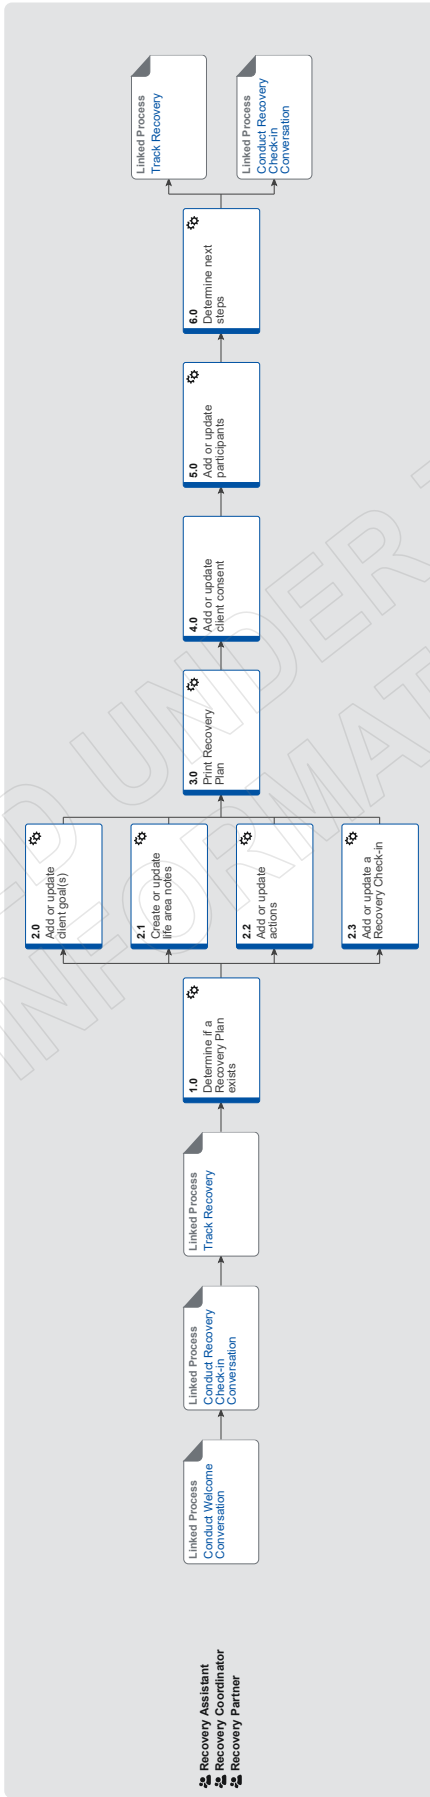 Recovery Assistant
Recovery Coordinator
Recovery Partner
Linked Process
Conduct Welcome
Conversation
Linked Process
Conduct Recovery
Check-in
Conversation
Linked Process
Track Recovery
1.0
Determine if a
Recovery Plan
exists
2.0
Add or update
client goal(s)
2.1
Create or update
life area notes
2.2
Add or update
actions
2.3
Add or update a
Recovery Check-in
3.0
Print Recovery
Plan
4.0
Add or update
client consent
5.0
Add or update
participants
6.0
Determine next
steps
Linked Process
Track Recovery
Linked Process
Conduct Recovery
Check-in
Conversation